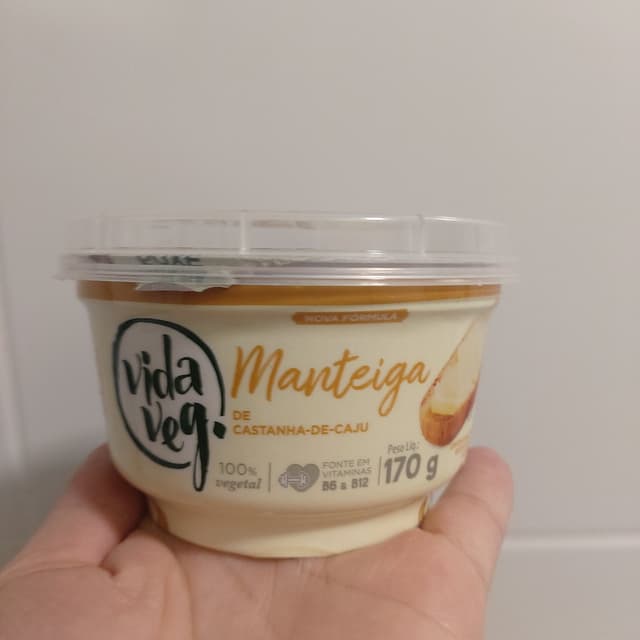 NOVA FÓRMULA
vida
veg.
Manteiga
DE
CASTANHA-DE-CAJU
100%
vegetal
FONTE EM
VITAMINAS
B6 & B12
Peso Líq.:
170 g